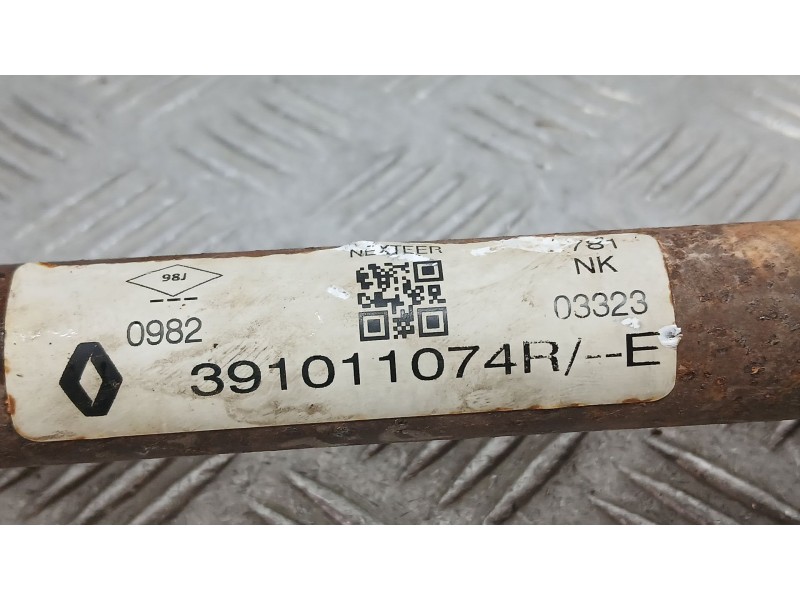 NEXTEER
781
98J
NK
---
0982
03323
391011074R/--E